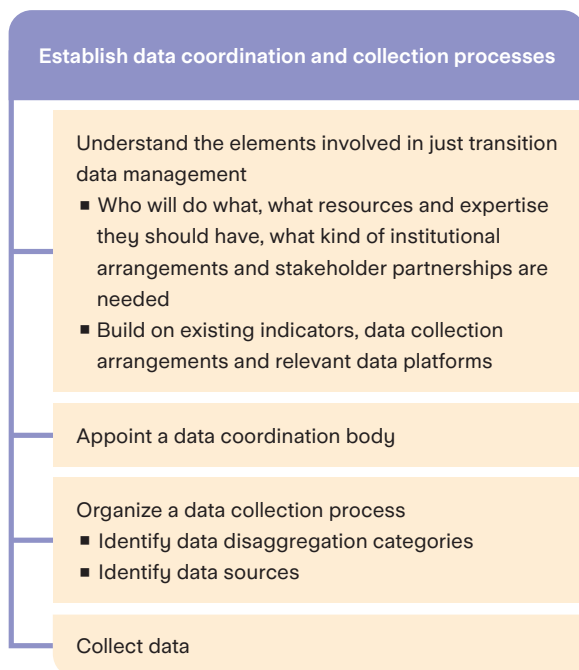 Establish data coordination and collection processes
Understand the elements involved in just transition
data management
■ Who will do what, what resources and expertise
they should have, what kind of institutional
arrangements and stakeholder partnerships are
needed
■ Build on existing indicators, data collection
arrangements and relevant data platforms
Appoint a data coordination body
Organize a data collection process
■ Identify data disaggregation categories
■ Identify data sources
Collect data